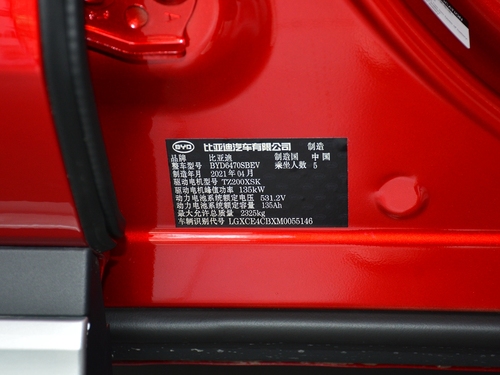 BYD 比亚迪汽车有限公司 制造
品牌 比亚迪 制造国 中国
整车型号 BYD6470SBEV 乘坐人数 5
制造年月 2021年04月
驱动电机型号 TZ200XSK
驱动电机峰值功率 135kW
动力电池系统额定电压 531.2V
动力电池系统额定容量 135Ah
最大允许总质量 2325kg
车辆识别代号 LGXCE4CBXM0055146